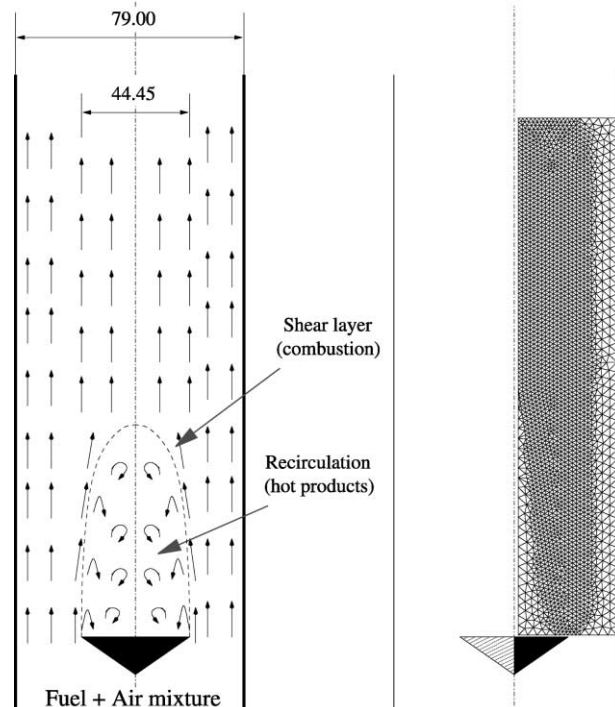 79.00
44.45
Shear layer
(combustion)
Recirculation
(hot products)
Fuel + Air mixture